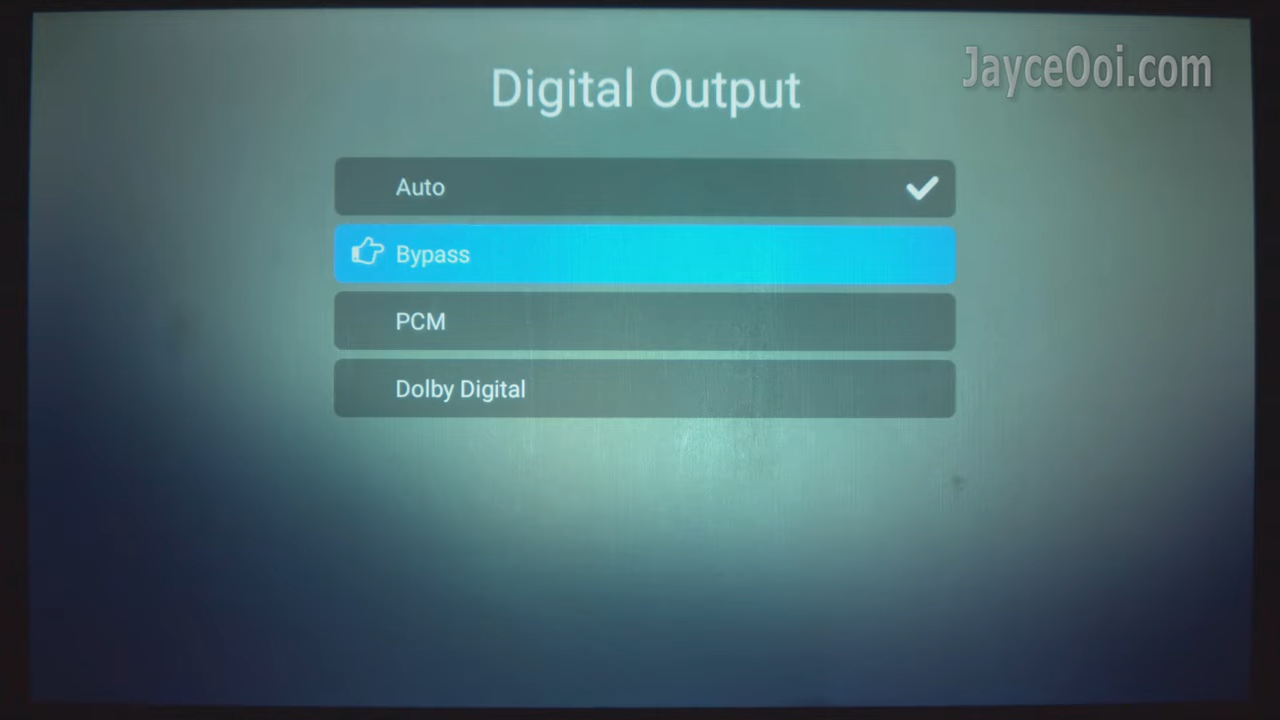 JayceOoi.com
Digital Output
Auto
Bypass
PCM
Dolby Digital